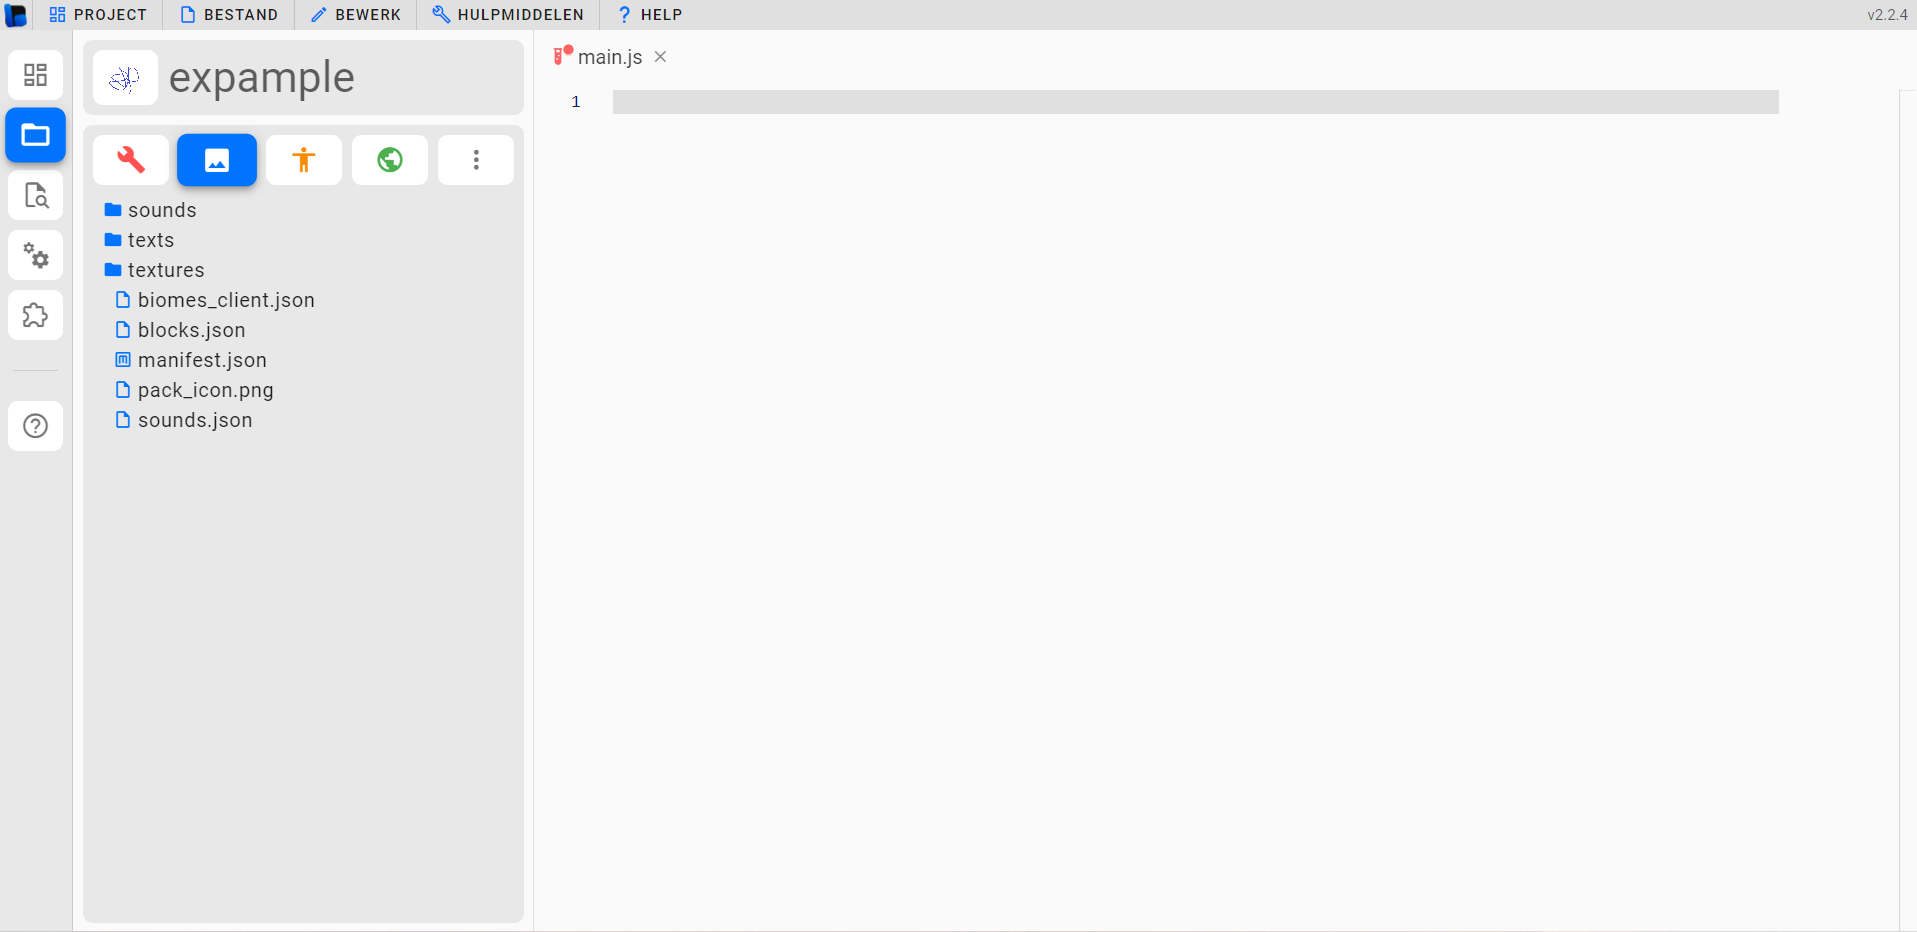 PROJECT BESTAND BEWERK HULPMIDDELEN ? HELP v2.2.4
expample
main.js
1
sounds
texts
textures
biomes_client.json
blocks.json
manifest.json
pack_icon.png
sounds.json